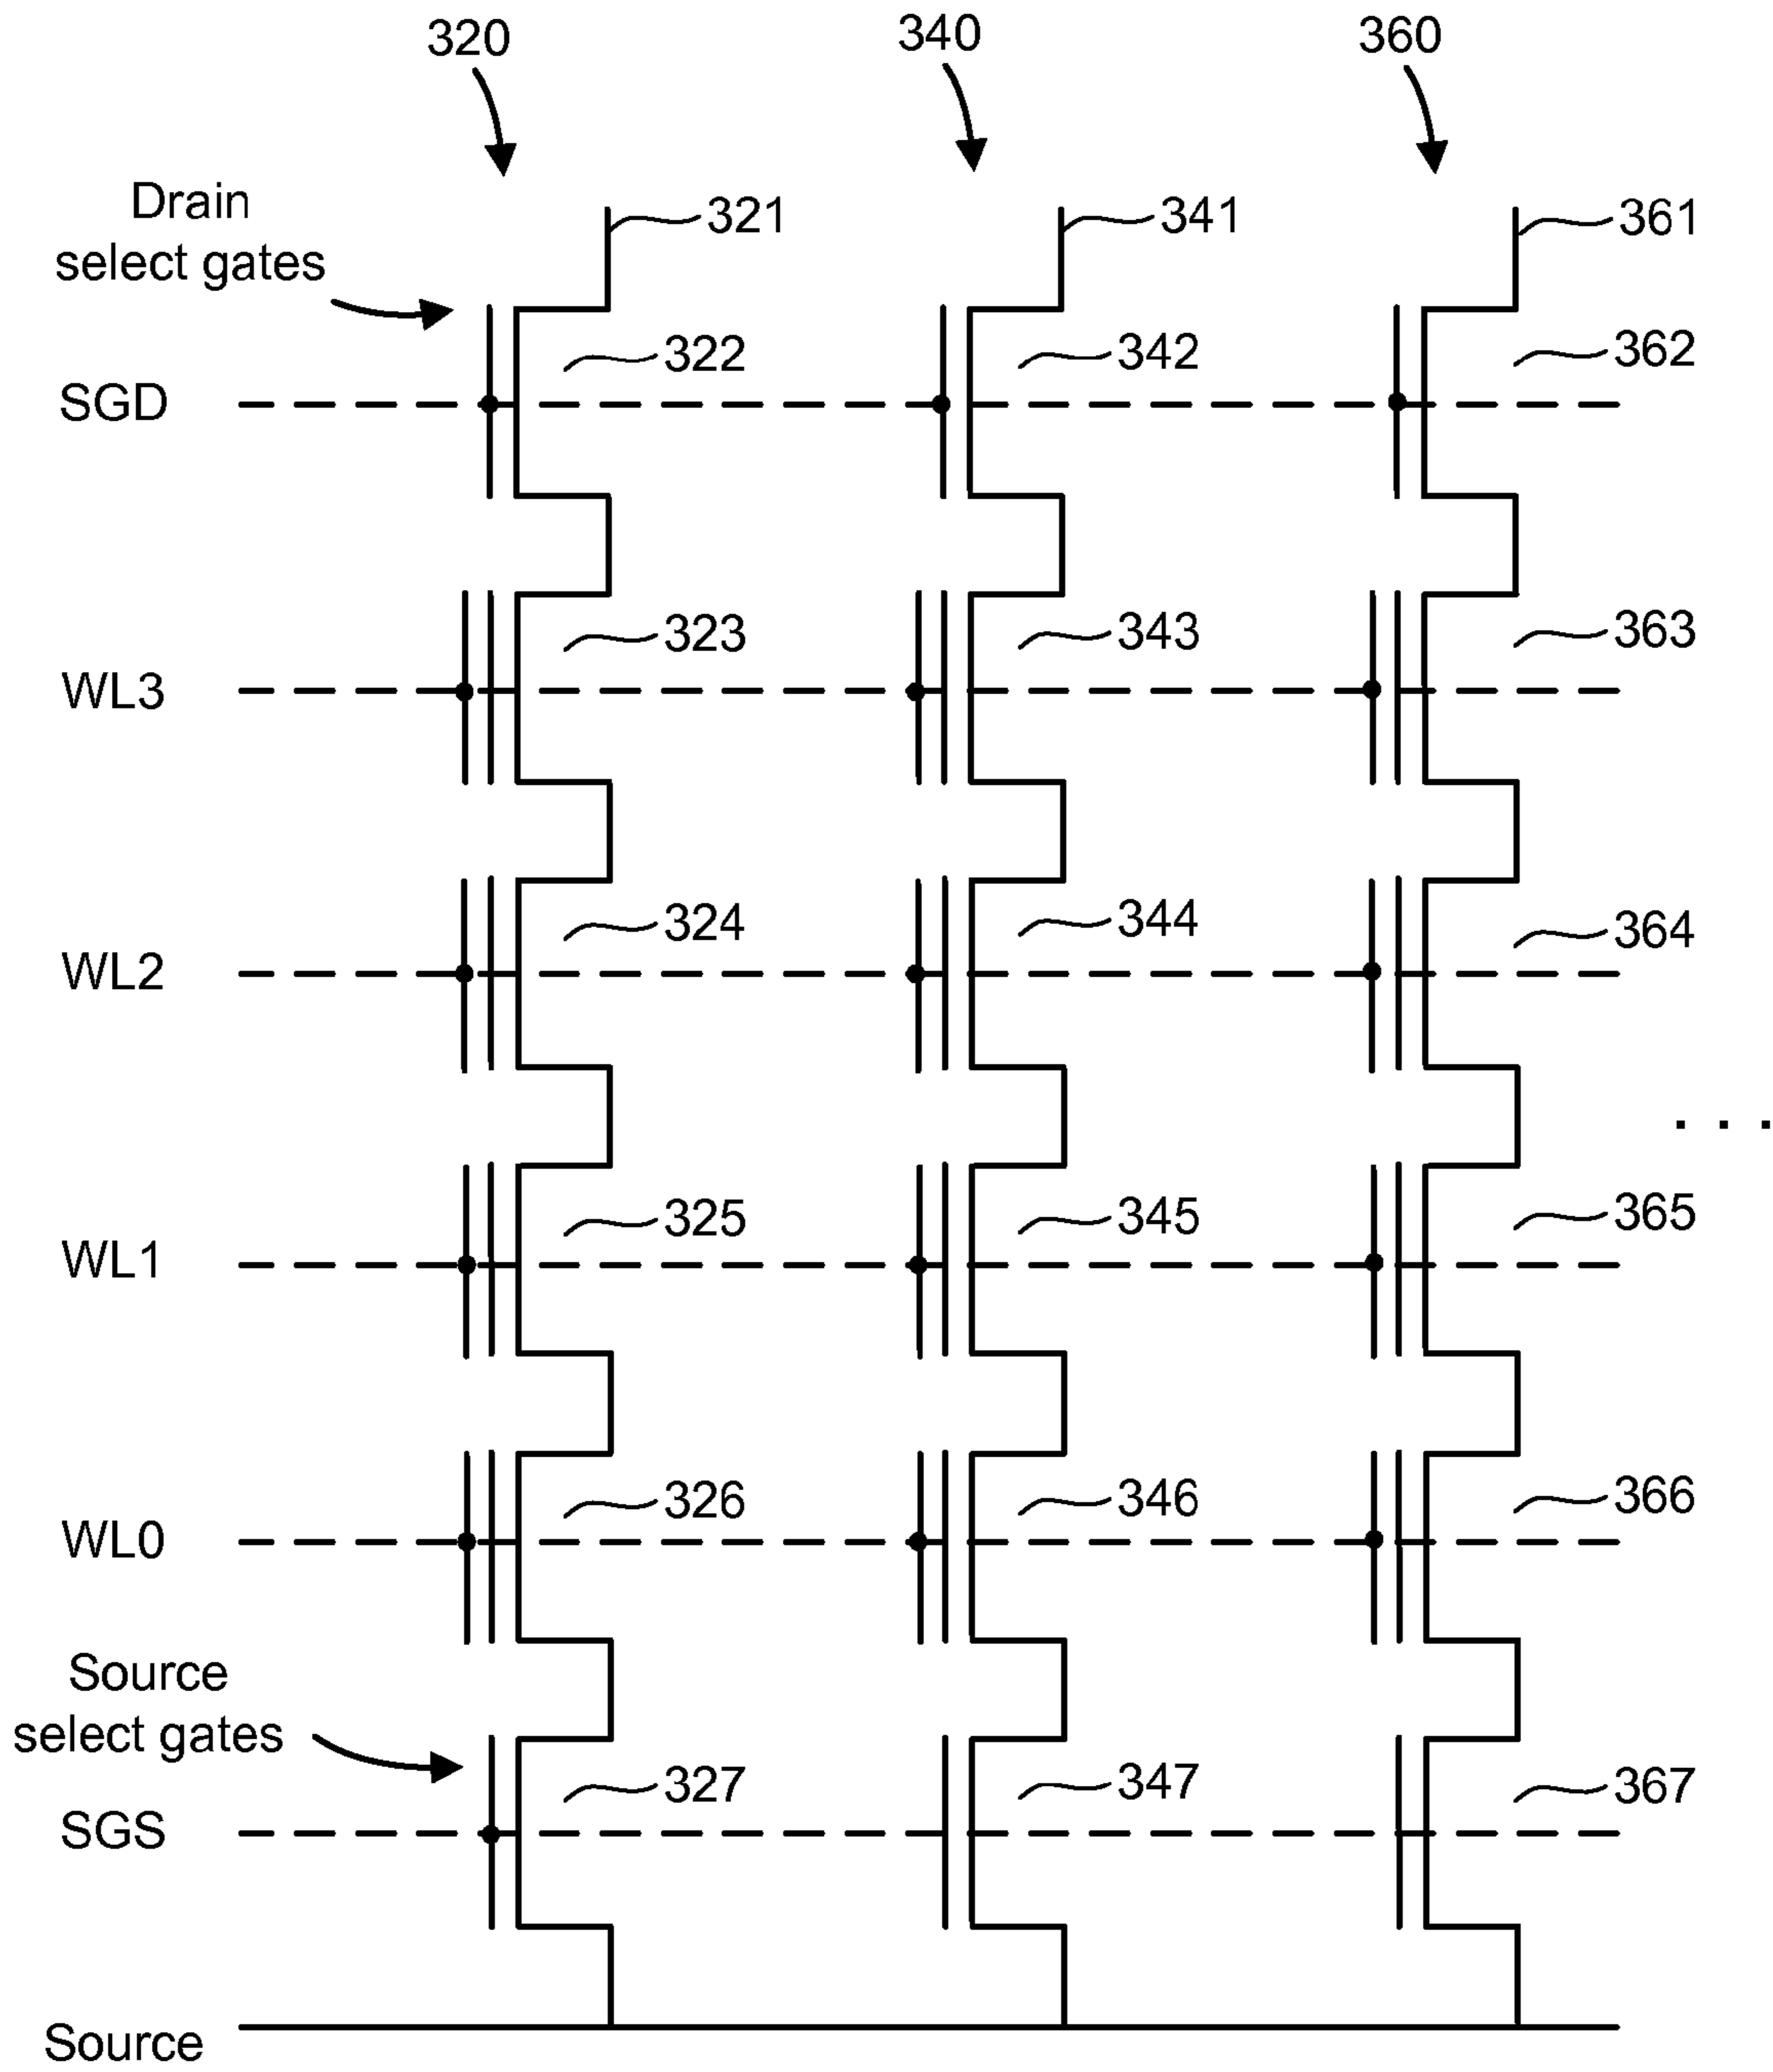 320 340 360
Drain
select gates
321 341 361
322 342 362
SGD
323 343 363
WL3
324 344 364
WL2
. . .
325 345 365
WL1
326 346 366
WL0
Source
select gates
327 347 367
SGS
Source